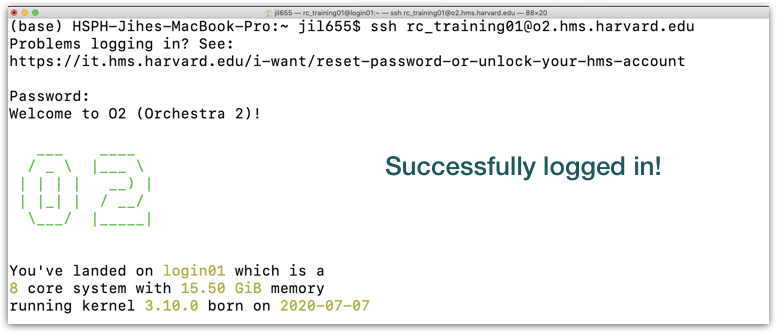 jil655 — rc_training01@login01:~ — ssh rc_training01@o2.hms.harvard.edu — 88×20
(base) HSPH-Jihes-MacBook-Pro:~ jil655$ ssh rc_training01@o2.hms.harvard.edu
Problems logging in? See:
https://it.hms.harvard.edu/i-want/reset-password-or-unlock-your-hms-account
Password:
Welcome to O2 (Orchestra 2)!
O2
Successfully logged in!
You've landed on login01 which is a
8 core system with 15.50 GiB memory
running kernel 3.10.0 born on 2020-07-07